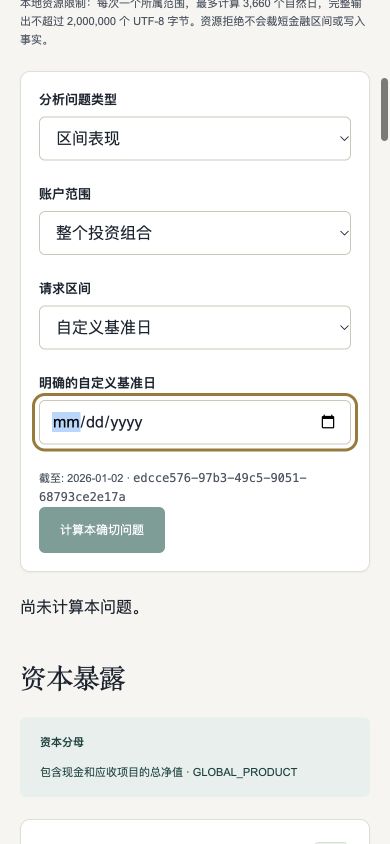 本地资源限制：每次一个所属范围，最多计算 3,660 个自然日，完整输
出不超过 2,000,000 个 UTF-8 字节。资源拒绝不会裁短金融区间或写入
事实。
分析问题类型
区间表现
账户范围
整个投资组合
请求区间
自定义基准日
明确的自定义基准日
mm/dd/yyyy
截至: 2026-01-02 · edcce576-97b3-49c5-9051-
68793ce2e17a
计算本确切问题
尚未计算本问题。
资本暴露
资本分母
包含现金和应收项目的总净值 · GLOBAL_PRODUCT